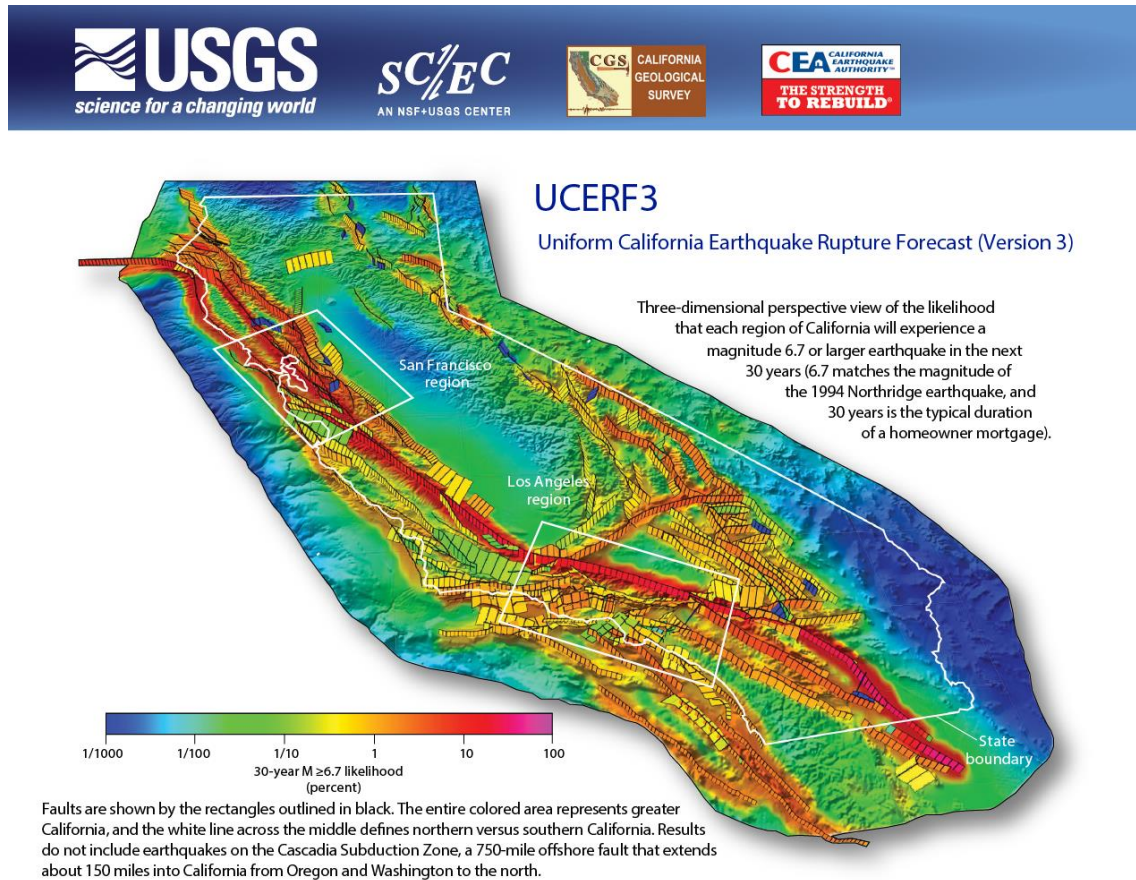 USGS
science for a changing world
SC/EC
AN NSF+USGS CENTER
CGS
CALIFORNIA
GEOLOGICAL
SURVEY
CEA CALIFORNIA
EARTHQUAKE
AUTHORITY™
THE STRENGTH
TO REBUILD®
UCERF3
Uniform California Earthquake Rupture Forecast (Version 3)
Three-dimensional perspective view of the likelihood
that each region of California will experience a
magnitude 6.7 or larger earthquake in the next
30 years (6.7 matches the magnitude of
the 1994 Northridge earthquake, and
30 years is the typical duration
of a homeowner mortgage).
San Francisco
region
Los Angeles
region
State
boundary
1/1000 1/100 1/10 1 10 100
30-year M ≥6.7 likelihood
(percent)
Faults are shown by the rectangles outlined in black. The entire colored area represents greater
California, and the white line across the middle defines northern versus southern California. Results
do not include earthquakes on the Cascadia Subduction Zone, a 750-mile offshore fault that extends
about 150 miles into California from Oregon and Washington to the north.